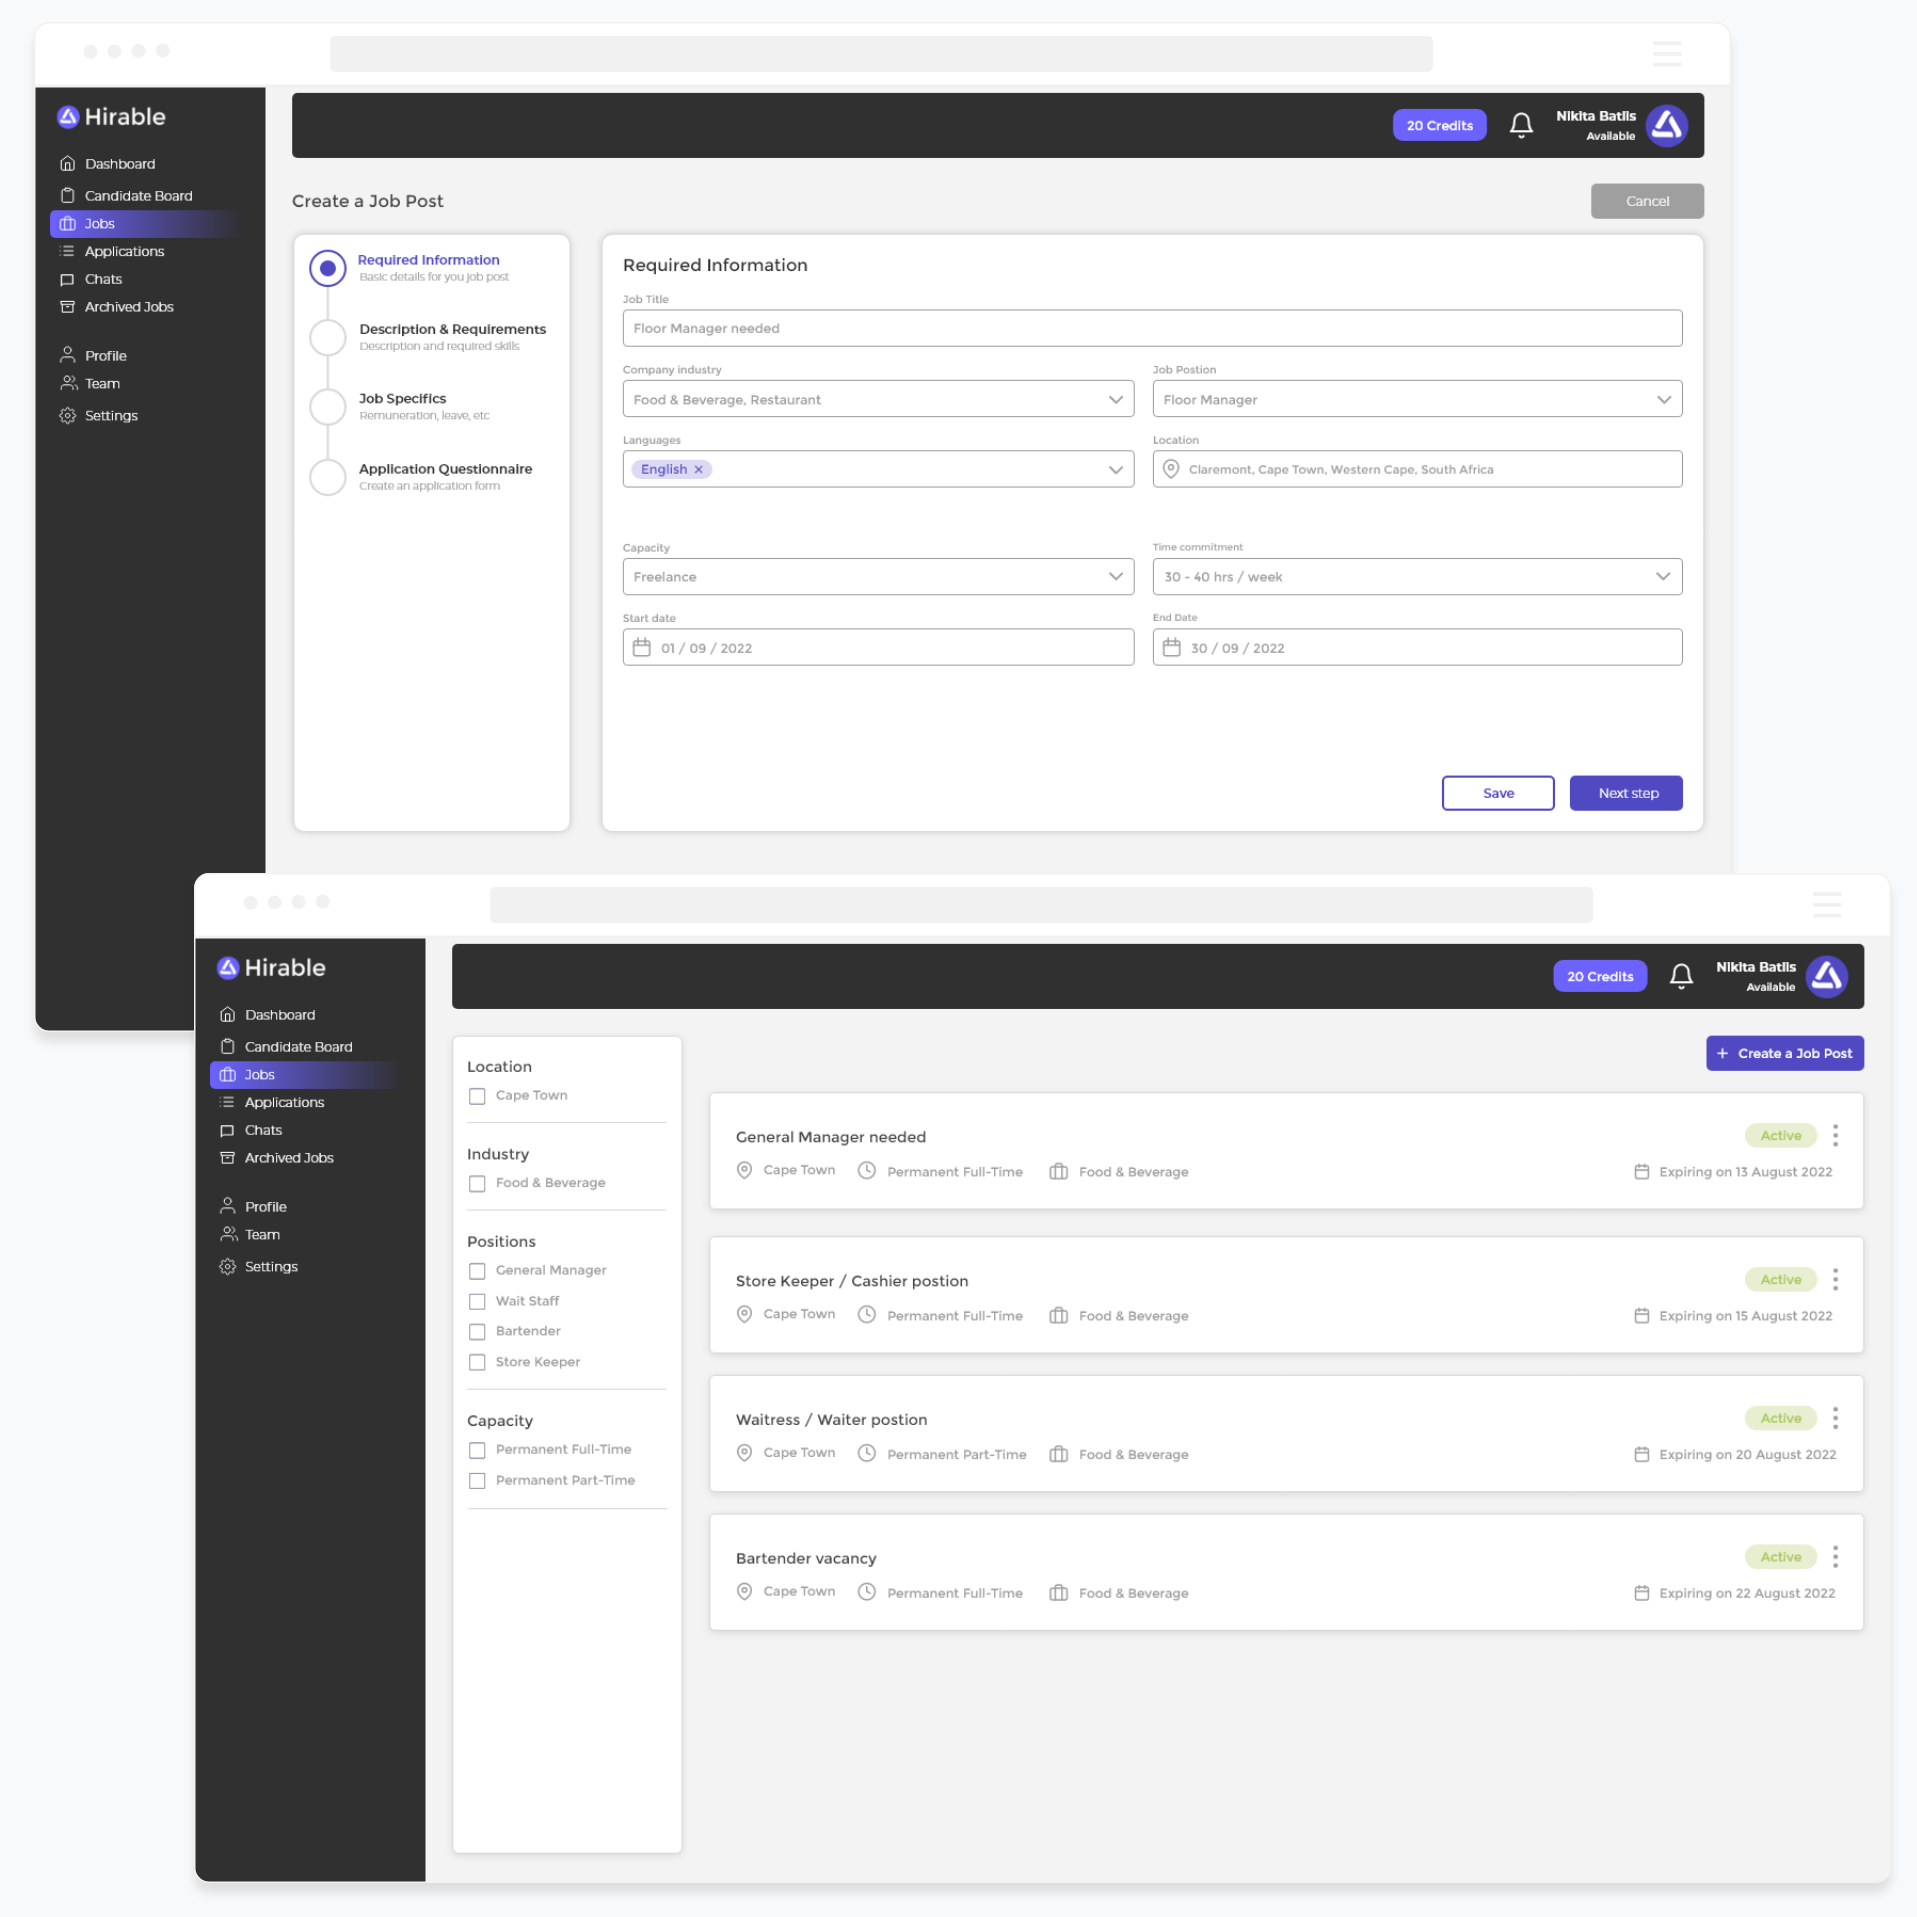 Hirable
Dashboard
Candidate Board
Jobs
Applications
Chats
Archived Jobs
Profile
Team
Settings
20 Credits
Nikita Batlis
Available
Create a Job Post
Cancel
Required Information
Basic details for you job post
Description & Requirements
Description and required skills
Job Specifics
Remuneration, leave, etc
Application Questionnaire
Create an application form
Required Information
Job Title
Floor Manager needed
Company industry
Job Postion
Food & Beverage, Restaurant
Floor Manager
Languages
Location
English ×
Claremont, Cape Town, Western Cape, South Africa
Capacity
Time commitment
Freelance
30 - 40 hrs / week
Start date
End Date
01 / 09 / 2022
30 / 09 / 2022
Save
Next step
Hirable
Dashboard
Candidate Board
Jobs
Applications
Chats
Archived Jobs
Profile
Team
Settings
20 Credits
Nikita Batlis
Available
+ Create a Job Post
Location
Cape Town
Industry
Food & Beverage
Positions
General Manager
Wait Staff
Bartender
Store Keeper
Capacity
Permanent Full-Time
Permanent Part-Time
General Manager needed
Active
Cape Town Permanent Full-Time Food & Beverage
Expiring on 13 August 2022
Store Keeper / Cashier postion
Active
Cape Town Permanent Full-Time Food & Beverage
Expiring on 15 August 2022
Waitress / Waiter postion
Active
Cape Town Permanent Part-Time Food & Beverage
Expiring on 20 August 2022
Bartender vacancy
Active
Cape Town Permanent Full-Time Food & Beverage
Expiring on 22 August 2022